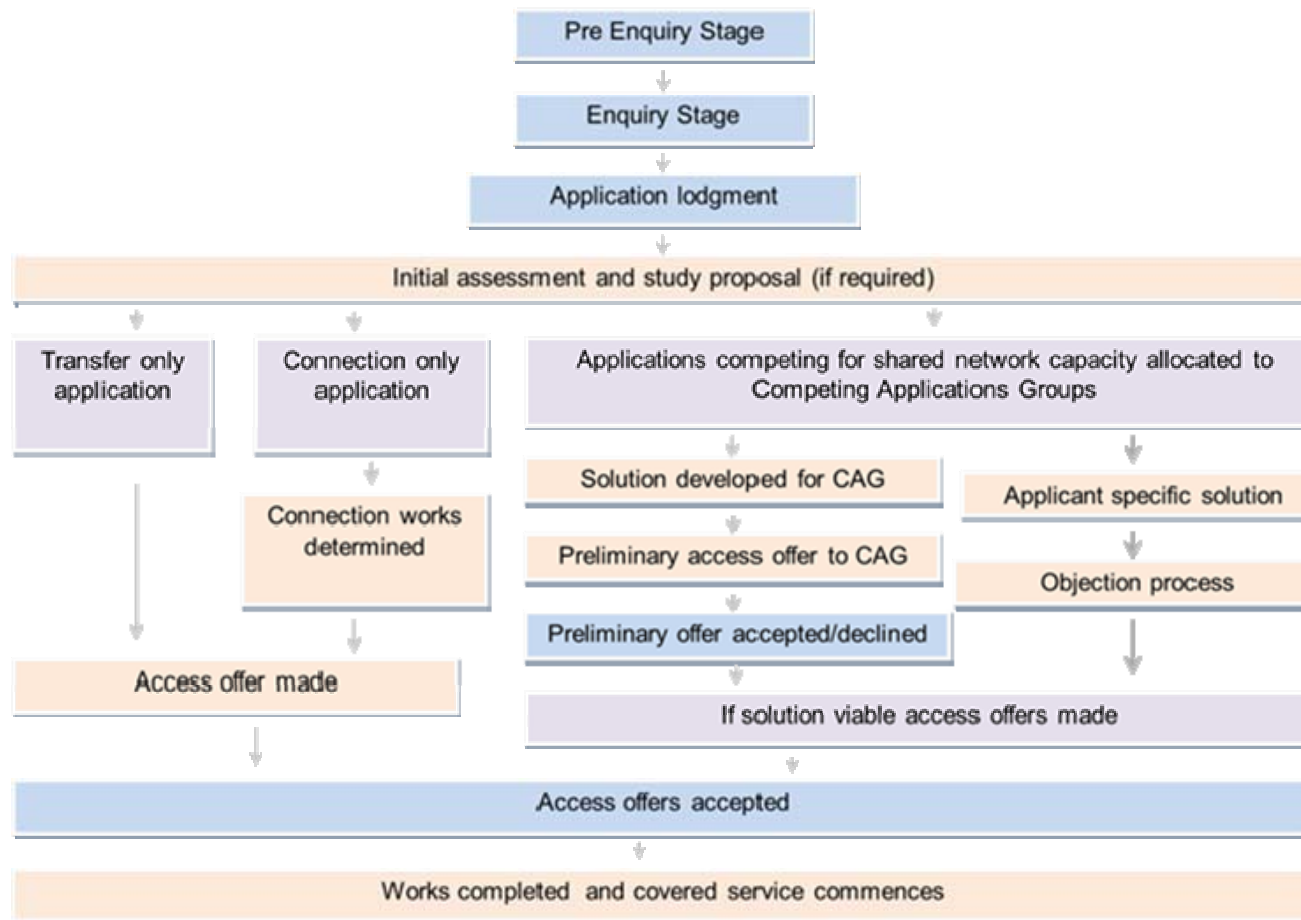 Pre Enquiry Stage
Enquiry Stage
Application lodgment
Initial assessment and study proposal (if required)
Transfer only
application
Connection only
application
Applications competing for shared network capacity allocated to
Competing Applications Groups
Connection works
determined
Solution developed for CAG
Preliminary access offer to CAG
Preliminary offer accepted/declined
Applicant specific solution
Objection process
Access offer made
If solution viable access offers made
Access offers accepted
Works completed and covered service commences